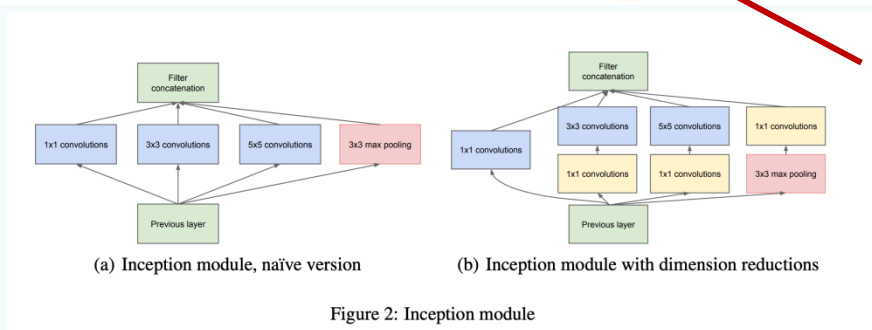 Filter
concatenation
1x1 convolutions
3x3 convolutions
5x5 convolutions
3x3 max pooling
Previous layer
(a) Inception module, naïve version
Filter
concatenation
3x3 convolutions
5x5 convolutions
1x1 convolutions
1x1 convolutions
1x1 convolutions
1x1 convolutions
3x3 max pooling
Previous layer
(b) Inception module with dimension reductions
Figure 2: Inception module